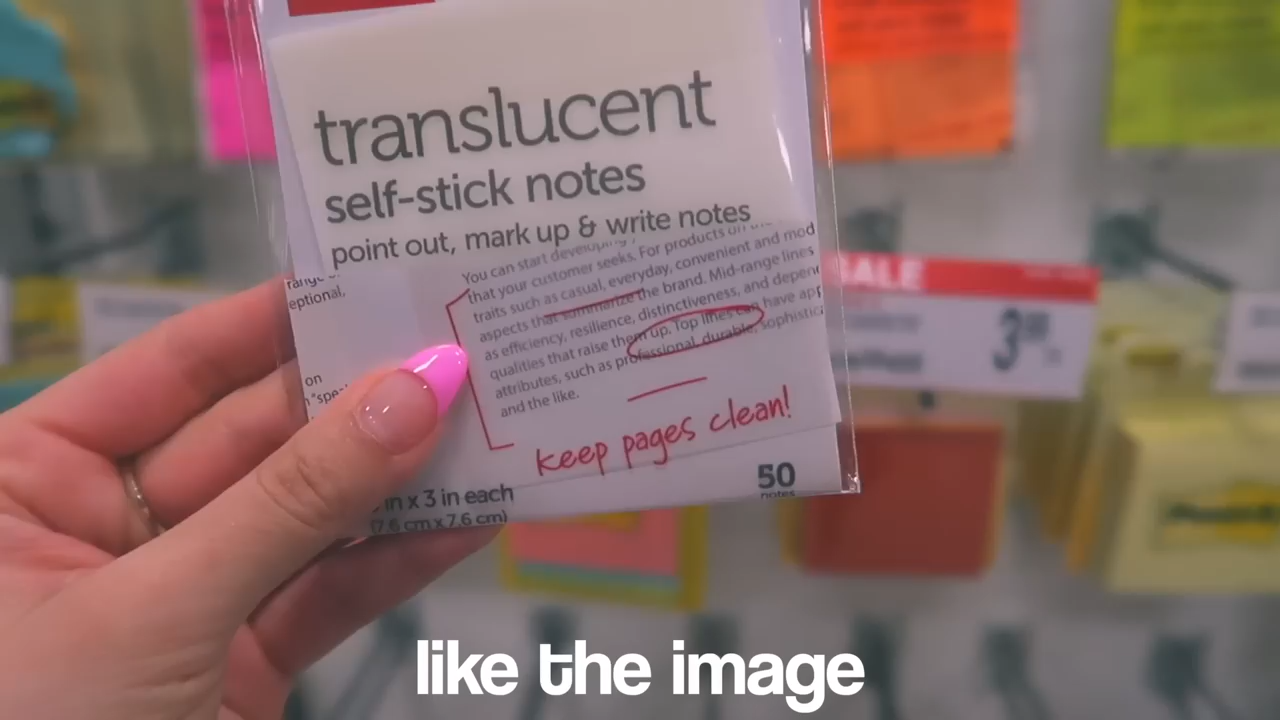 translucent
self-stick notes
point out, mark up & write notes
You can start developing
that your customer seeks. For products on
traits such as casual, everyday, convenient and mod
aspects that summarize the brand. Mid-range lines
as efficiency, resilience, distinctiveness, and depen
qualities that raise them up. Top lines can have
attributes, such as professional, durable, sophistic
and the like.
eptional,
on
keep pages clean!
50
notes
in x 3 in each
(7.6 cm x 7.6 cm)
SALE
3
like the image